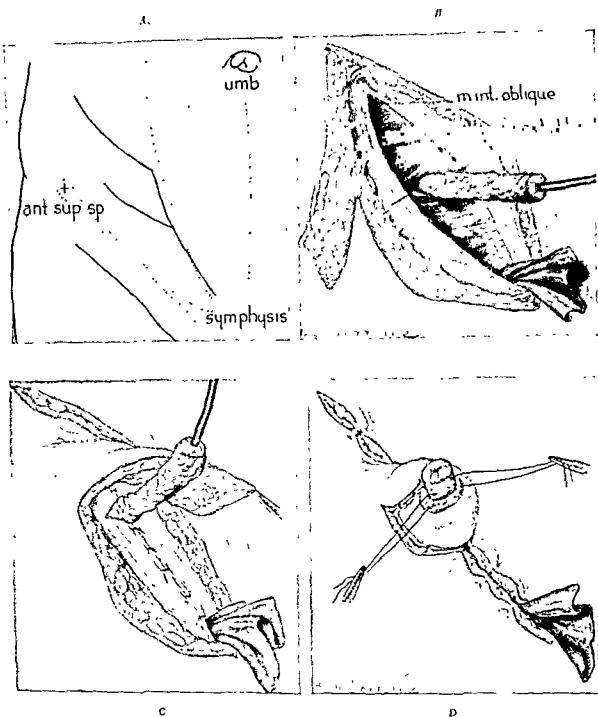 A.
B
umb
m int. oblique
ant sup sp
symphysis
C
D